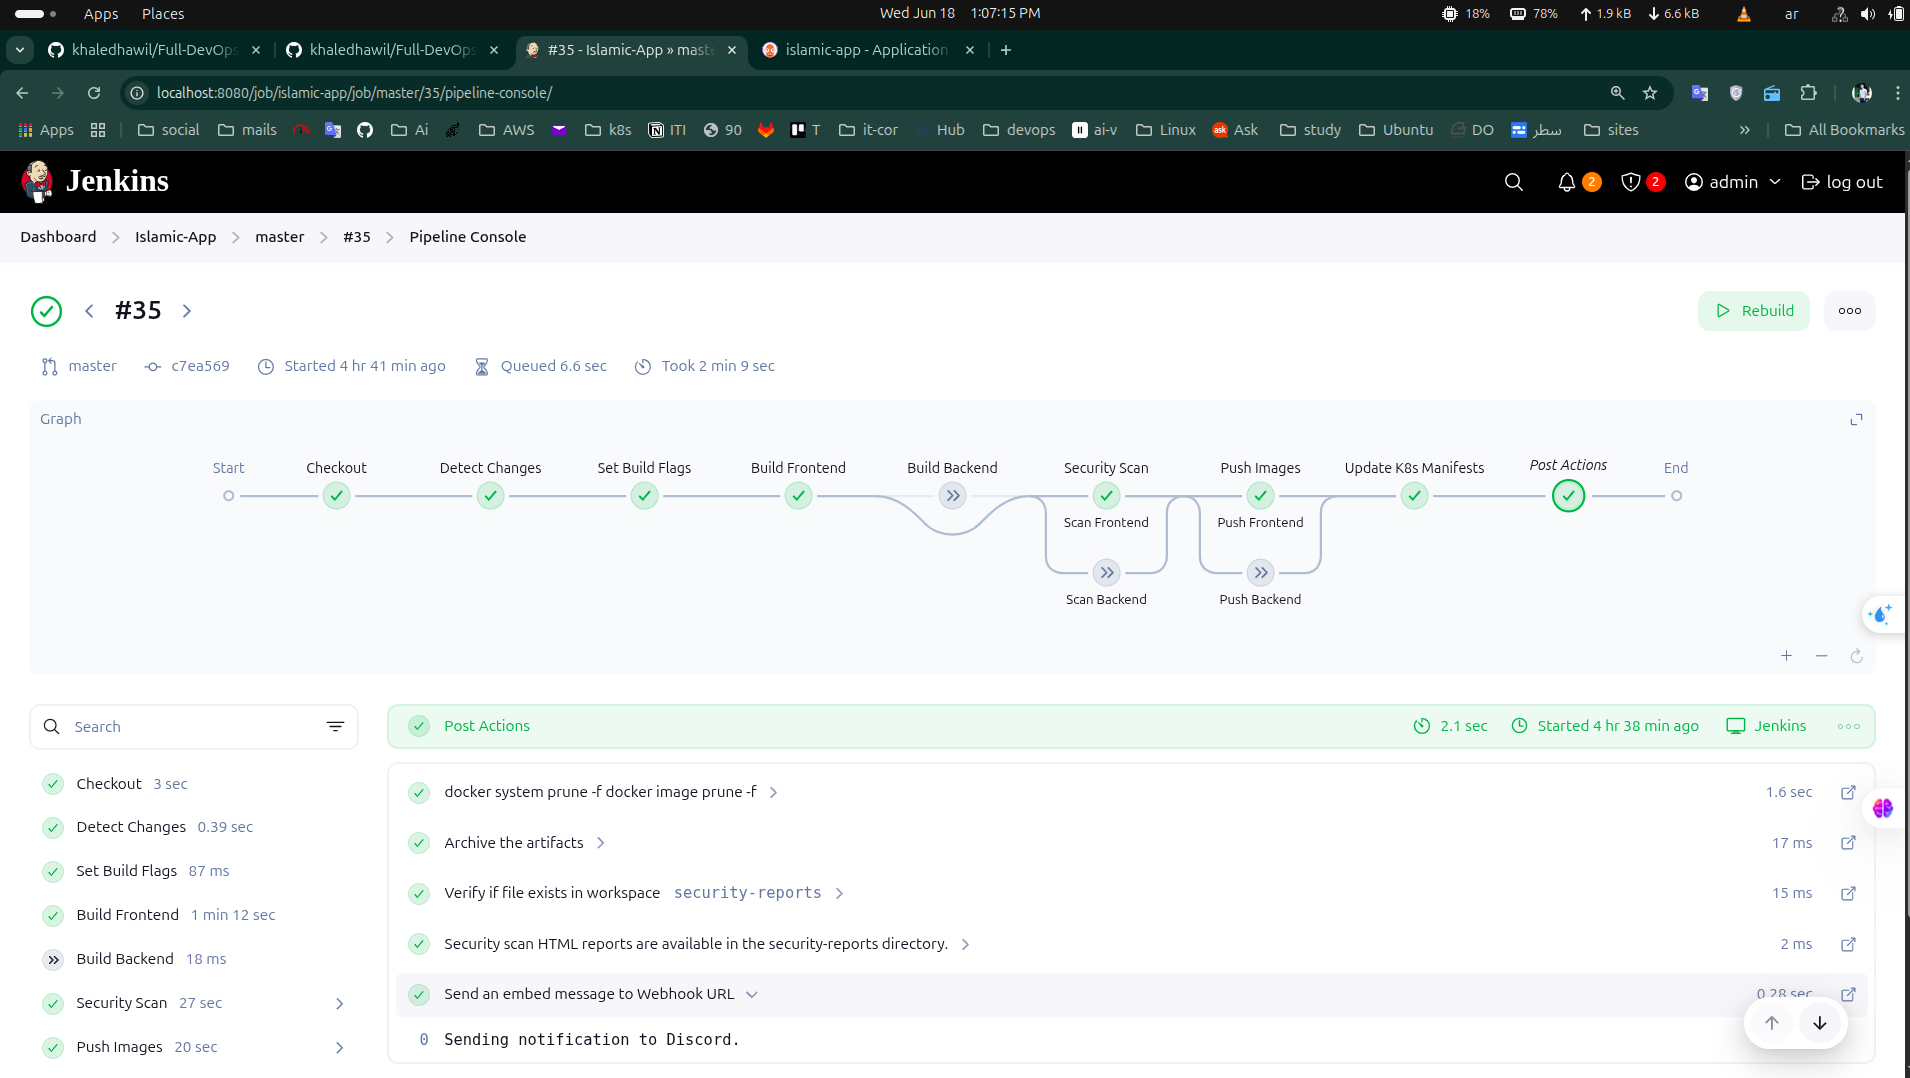 Apps Places Wed Jun 18 1:07:15 PM 18% 78% 1.9 kB 6.6 kB ar
khaledhawil/Full-DevOps khaledhawil/Full-DevOps #35 - Islamic-App » maste islamic-app - Application
localhost:8080/job/islamic-app/job/master/35/pipeline-console/
Apps social mails Ai AWS k8s ITI 90 T it-cor Hub devops ai-v Linux Ask study Ubuntu DO سطر sites » All Bookmarks
Jenkins 2 2 admin log out
Dashboard Islamic-App master #35 Pipeline Console
#35 Rebuild
master c7ea569 Started 4 hr 41 min ago Queued 6.6 sec Took 2 min 9 sec
Graph
Start Checkout Detect Changes Set Build Flags Build Frontend Build Backend Security Scan Push Images Update K8s Manifests Post Actions End
Scan Frontend Push Frontend
Scan Backend Push Backend
Search
Post Actions 2.1 sec Started 4 hr 38 min ago Jenkins
Checkout 3 sec
Detect Changes 0.39 sec
Set Build Flags 87 ms
Build Frontend 1 min 12 sec
Build Backend 18 ms
Security Scan 27 sec
Push Images 20 sec
docker system prune -f docker image prune -f 1.6 sec
Archive the artifacts 17 ms
Verify if file exists in workspace security-reports 15 ms
Security scan HTML reports are available in the security-reports directory. 2 ms
Send an embed message to Webhook URL 0.28 sec
0 Sending notification to Discord.